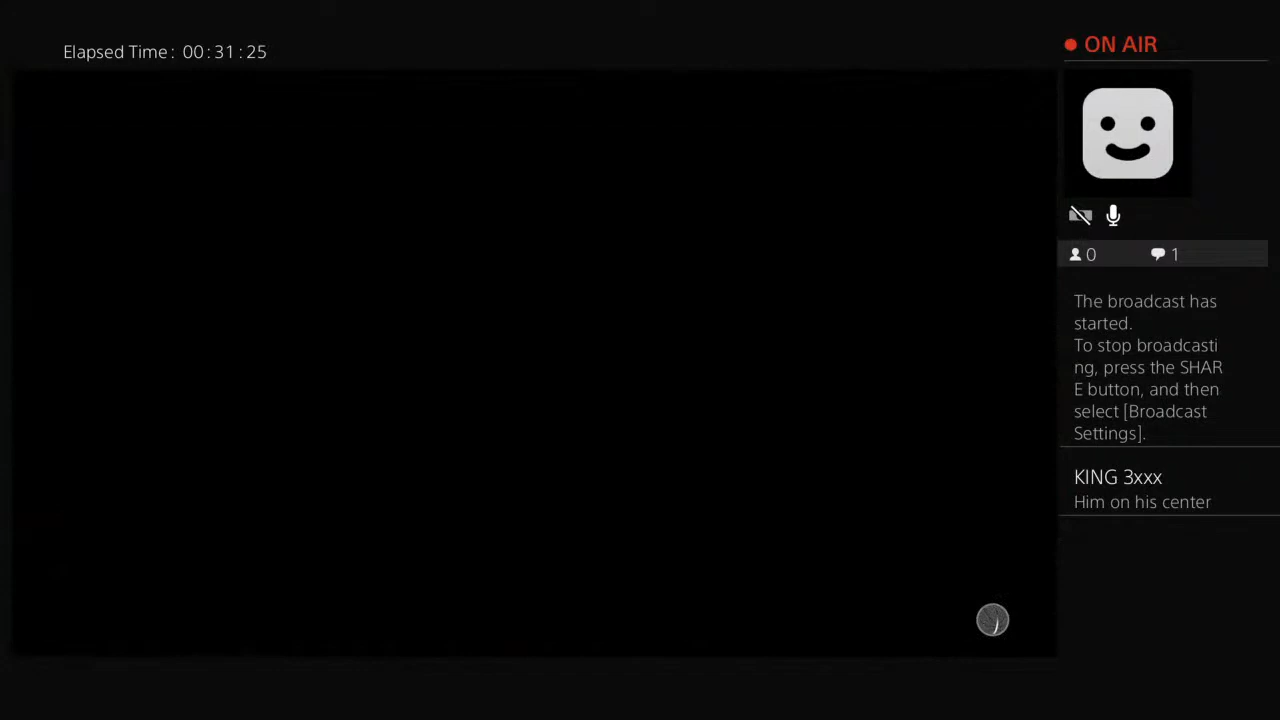 Elapsed Time: 00:31:25
ON AIR
0 1
The broadcast has
started.
To stop broadcasti
ng, press the SHAR
E button, and then
select [Broadcast
Settings].
KING 3xxx
Him on his center